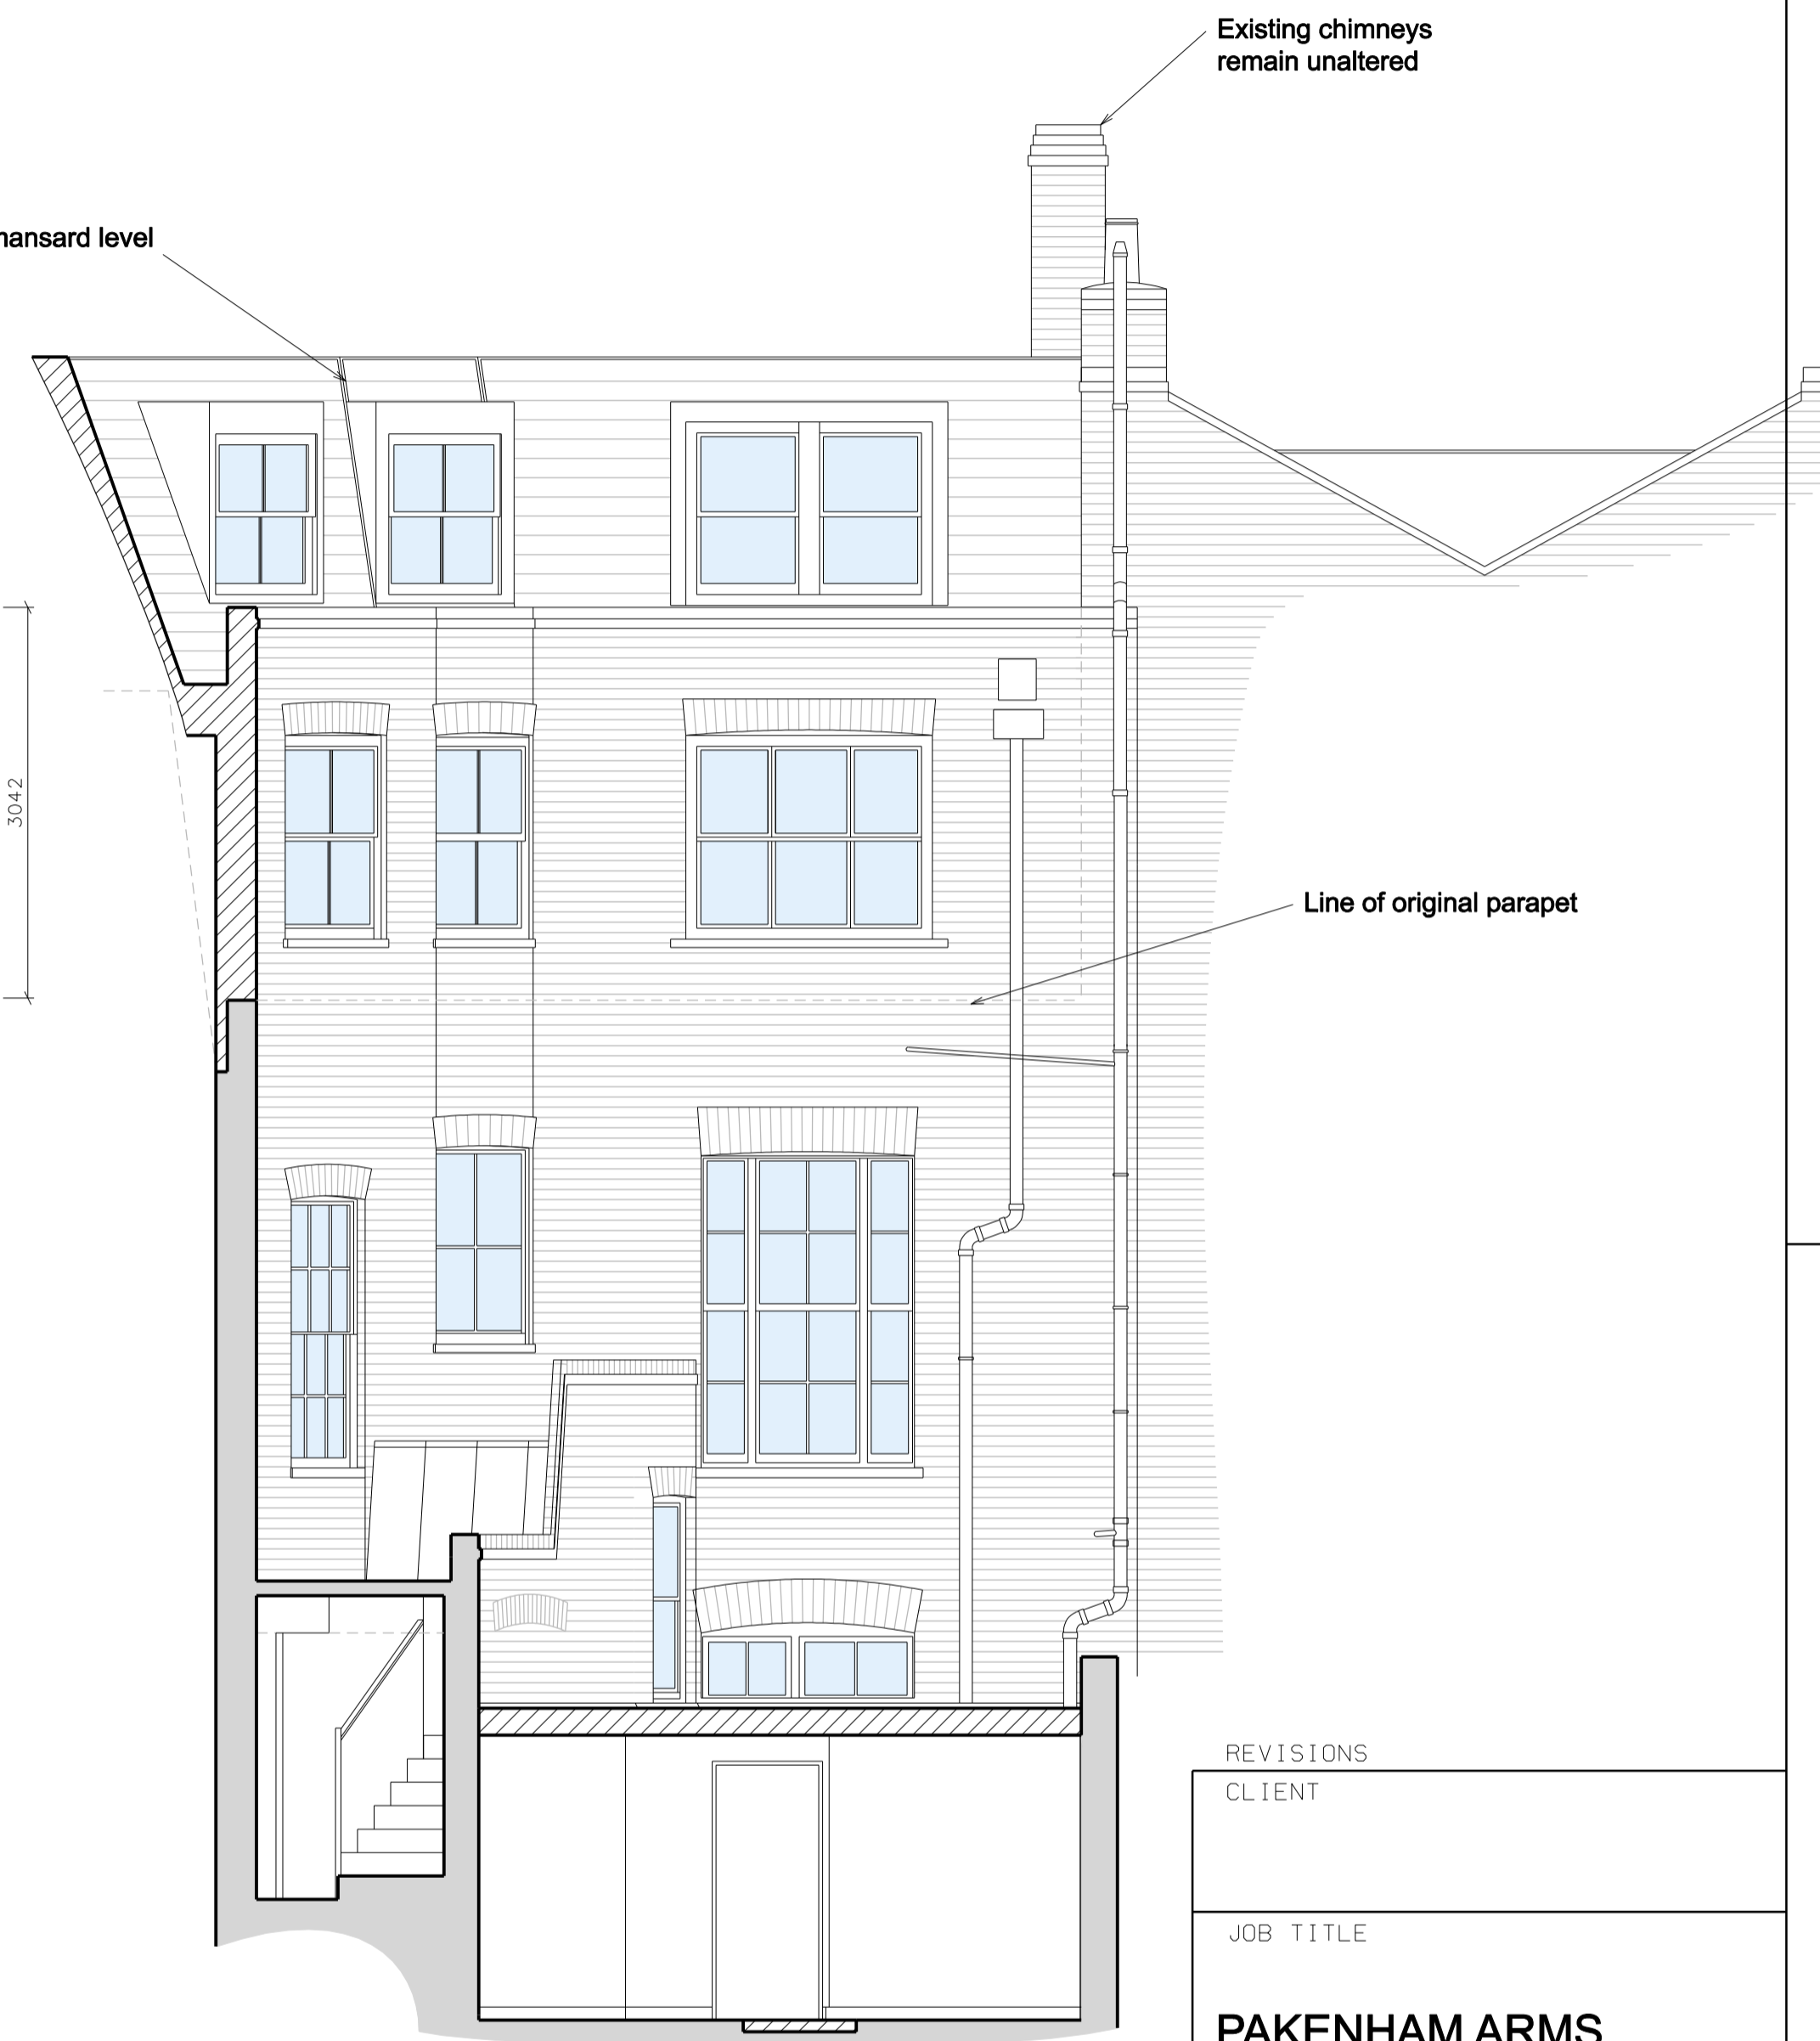 Existing chimneys
remain unaltered
mansard level
3042
Line of original parapet
REVISIONS
CLIENT
JOB TITLE
PAKENHAM ARMS